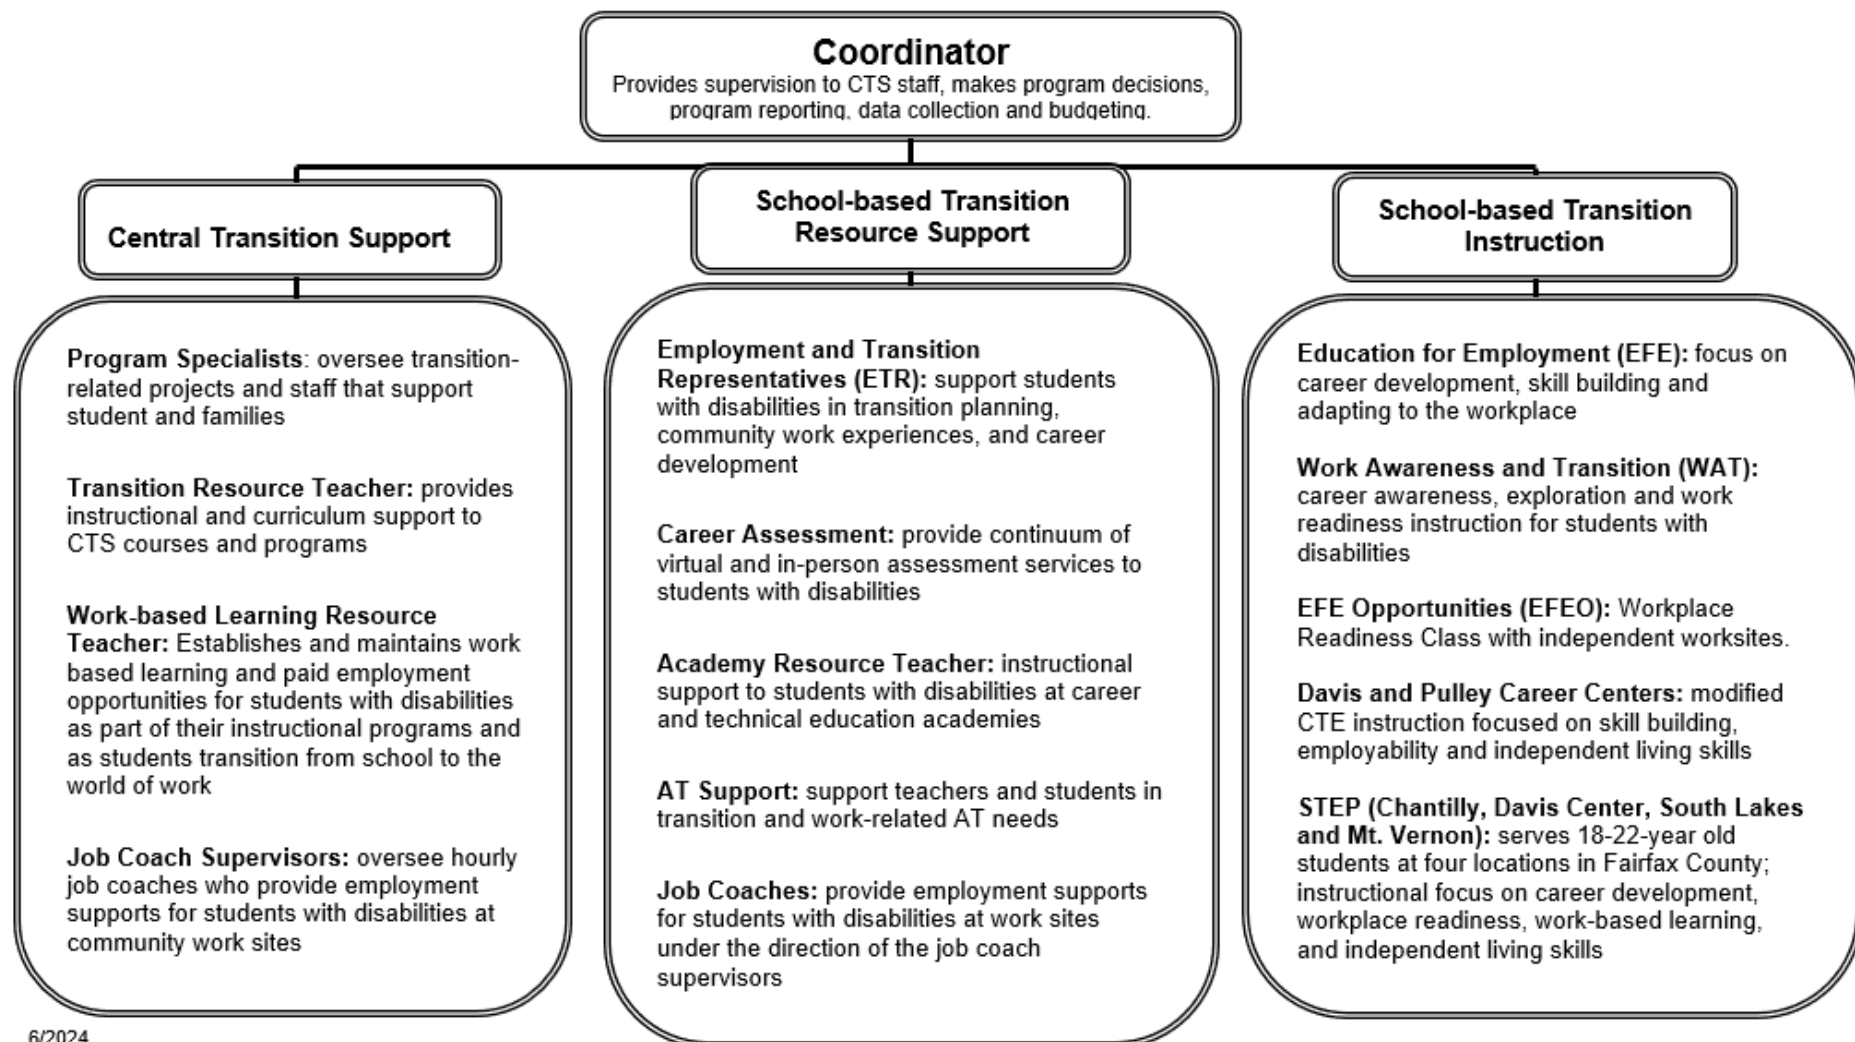 Coordinator
Provides supervision to CTS staff, makes program decisions,
program reporting, data collection and budgeting.
Central Transition Support
School-based Transition
Resource Support
School-based Transition
Instruction
Program Specialists: oversee transition-
related projects and staff that support
student and families
Transition Resource Teacher: provides
instructional and curriculum support to
CTS courses and programs
Work-based Learning Resource
Teacher: Establishes and maintains work
based learning and paid employment
opportunities for students with disabilities
as part of their instructional programs and
as students transition from school to the
world of work
Job Coach Supervisors: oversee hourly
job coaches who provide employment
supports for students with disabilities at
community work sites
Employment and Transition
Representatives (ETR): support students
with disabilities in transition planning,
community work experiences, and career
development
Career Assessment: provide continuum of
virtual and in-person assessment services to
students with disabilities
Academy Resource Teacher: instructional
support to students with disabilities at career
and technical education academies
AT Support: support teachers and students in
transition and work-related AT needs
Job Coaches: provide employment supports
for students with disabilities at work sites
under the direction of the job coach
supervisors
Education for Employment (EFE): focus on
career development, skill building and
adapting to the workplace
Work Awareness and Transition (WAT):
career awareness, exploration and work
readiness instruction for students with
disabilities
EFE Opportunities (EFEO): Workplace
Readiness Class with independent worksites.
Davis and Pulley Career Centers: modified
CTE instruction focused on skill building,
employability and independent living skills
STEP (Chantilly, Davis Center, South Lakes
and Mt. Vernon): serves 18-22-year old
students at four locations in Fairfax County;
instructional focus on career development,
workplace readiness, work-based learning,
and independent living skills
6/2024